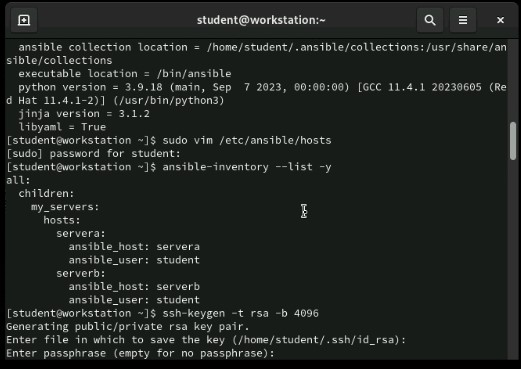 student@workstation:~
ansible collection location = /home/student/.ansible/collections:/usr/share/an
sible/collections
executable location = /bin/ansible
python version = 3.9.18 (main, Sep  7 2023, 00:00:00) [GCC 11.4.1 20230605 (Re
d Hat 11.4.1-2)] (/usr/bin/python3)
jinja version = 3.1.2
libyaml = True
[student@workstation ~]$ sudo vim /etc/ansible/hosts
[sudo] password for student:
[student@workstation ~]$ ansible-inventory --list -y
all:
  children:
    my_servers:
      hosts:
        servera:
          ansible_host: servera
          ansible_user: student
        serverb:
          ansible_host: serverb
          ansible_user: student
[student@workstation ~]$ ssh-keygen -t rsa -b 4096
Generating public/private rsa key pair.
Enter file in which to save the key (/home/student/.ssh/id_rsa):
Enter passphrase (empty for no passphrase):